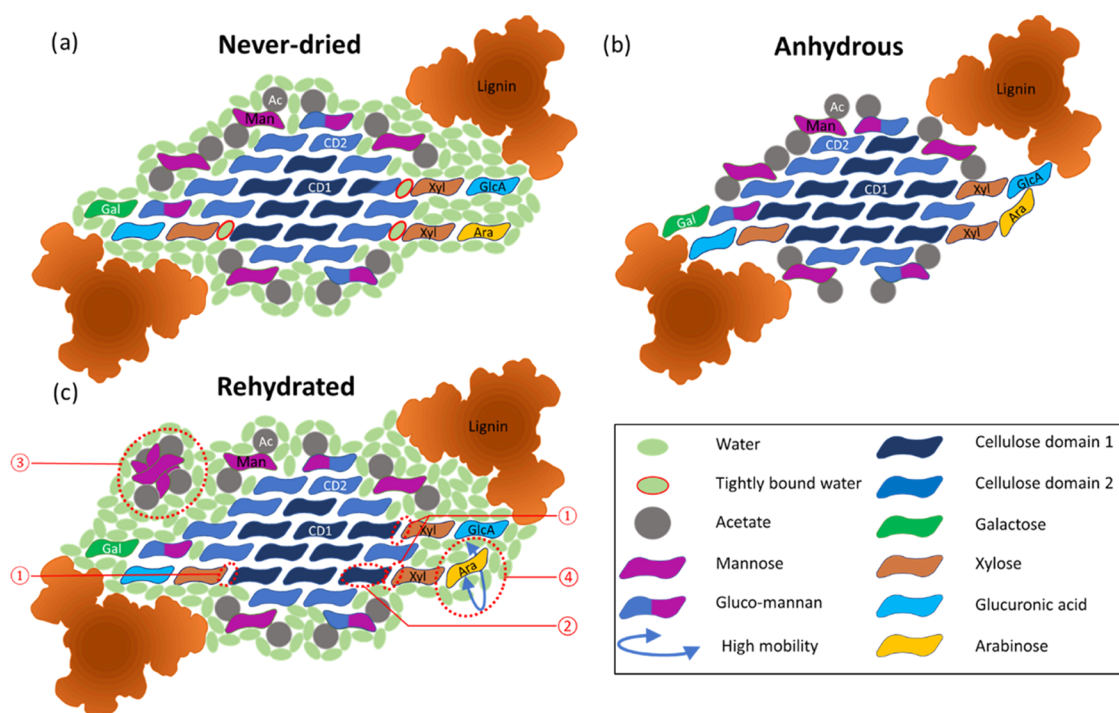 (a)
Never-dried
Ac
Man
CD2
CD1
Xyl
GlcA
Gal
Xyl
Ara
Lignin
(b)
Anhydrous
Lignin
Ac
Man
CD2
CD1
Xyl
GlcA
Ara
Gal
Xyl
(c)
Rehydrated
Lignin
③
Ac
Man
CD2
①
CD1
Xyl
GlcA
Gal
Ara
①
Xyl
④
②
Water
Tightly bound water
Acetate
Mannose
Gluco-mannan
High mobility
Cellulose domain 1
Cellulose domain 2
Galactose
Xylose
Glucuronic acid
Arabinose